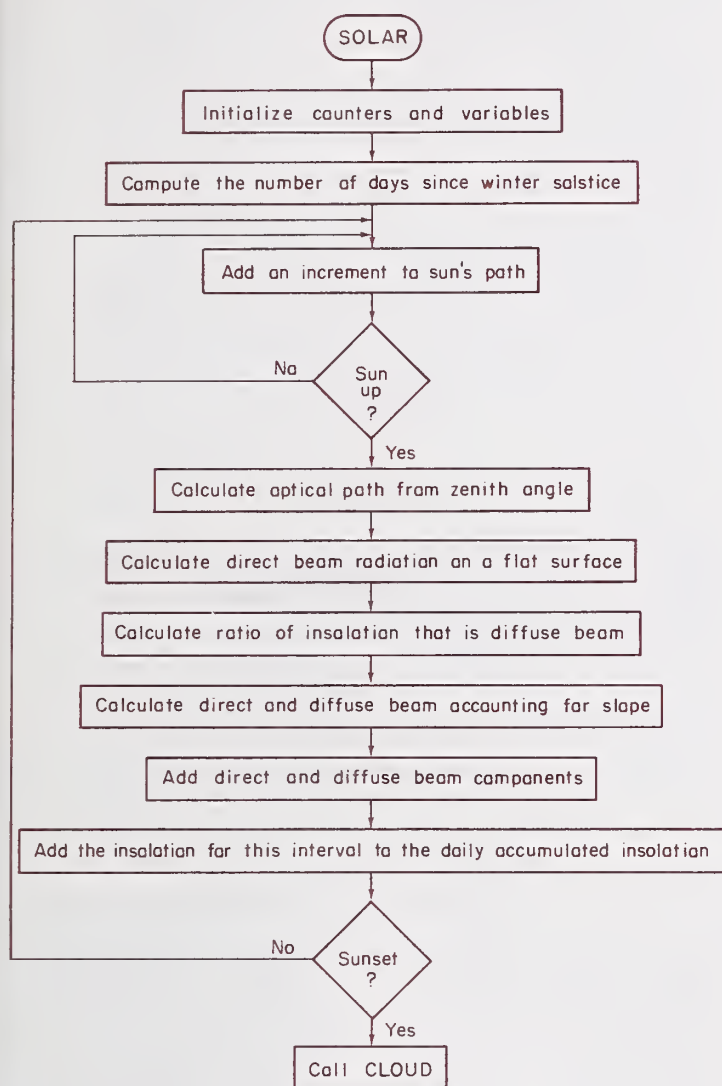 SOLAR
Initialize counters and variables
Compute the number of days since winter solstice
Add an increment to sun's path
No
Sun
up
?
Yes
Calculate optical path from zenith angle
Calculate direct beam radiation on a flat surface
Calculate ratio of insolation that is diffuse beam
Calculate direct and diffuse beam accounting for slope
Add direct and diffuse beam components
Add the insolation for this interval to the daily accumulated insolation
No
Sunset
?
Yes
Call CLOUD